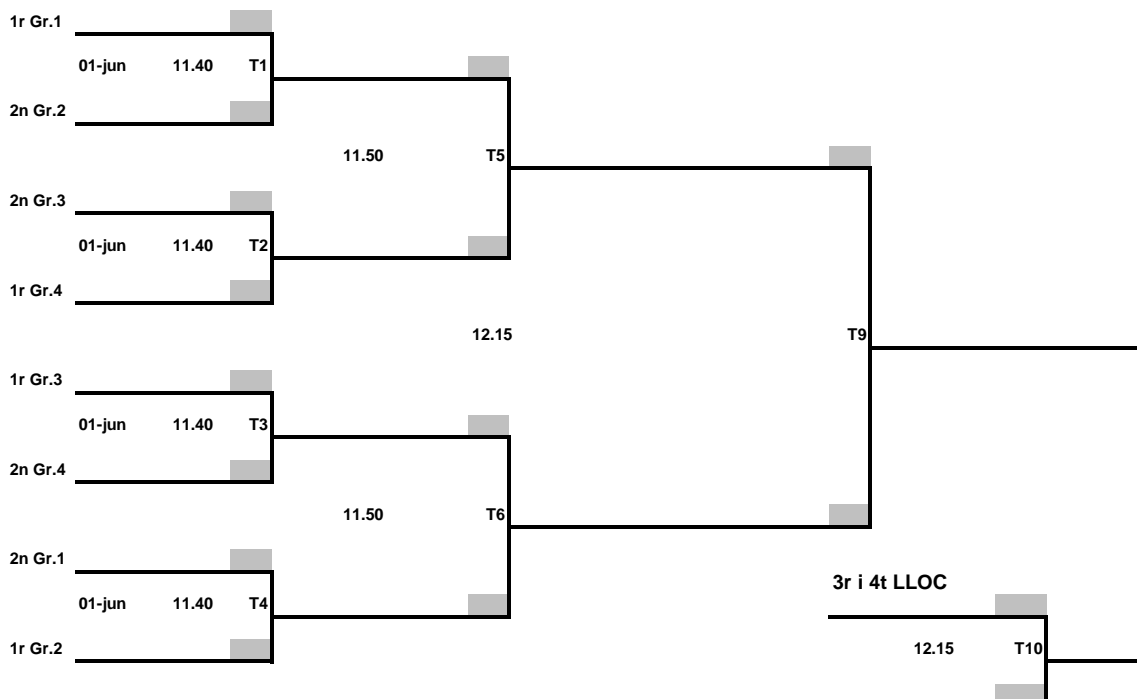 1r Gr.1
01-jun 11.40 T1
2n Gr.2
11.50 T5
2n Gr.3
01-jun 11.40 T2
1r Gr.4
12.15 T9
1r Gr.3
01-jun 11.40 T3
2n Gr.4
11.50 T6
2n Gr.1
3r i 4t LLOC
01-jun 11.40 T4
1r Gr.2
12.15 T10